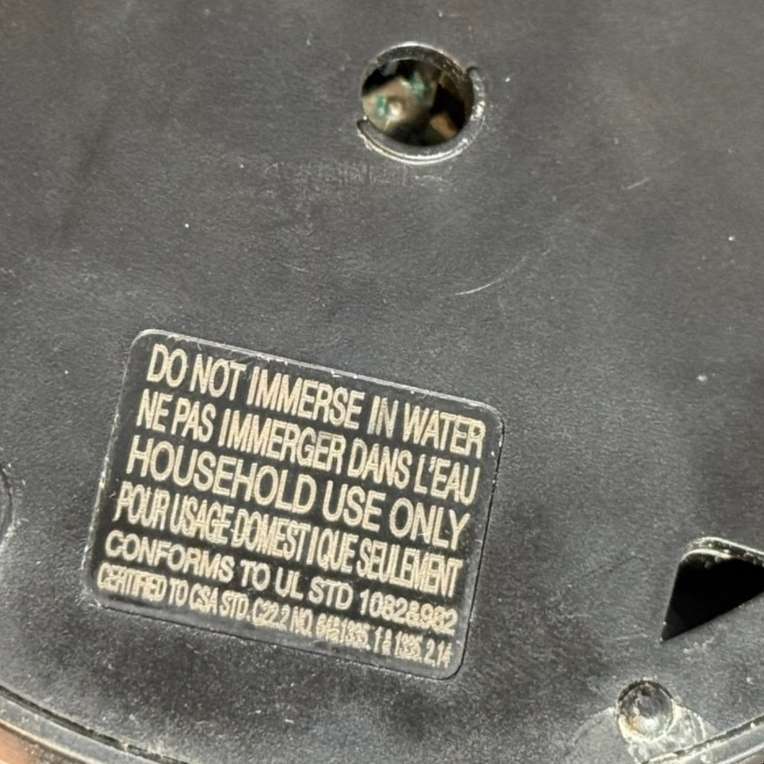 DO NOT IMMERSE IN WATER
NE PAS IMMERGER DANS L'EAU
HOUSEHOLD USE ONLY
POUR USAGE DOMESTIQUE SEULEMENT
CONFORMS TO UL STD 1082&982
CERTIFIED TO CSA STD. C22.2 NO. 64&1335.1 & 1335.2.14